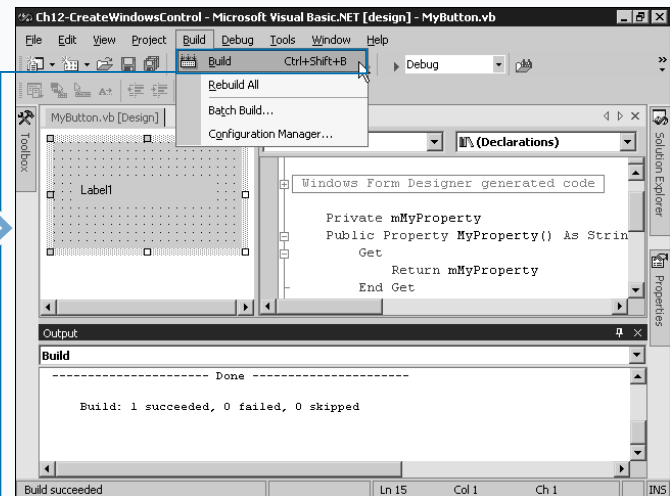 Ch12-CreateWindowsControl - Microsoft Visual Basic.NET [design] - MyButton.vb
File Edit View Project Build Debug Tools Window Help
Build Ctrl+Shift+B
Debug
Rebuild All
Batch Build...
Configuration Manager...
MyButton.vb [Design]
(Declarations)
Toolbox
Solution Explorer
Properties
Label1
Windows Form Designer generated code
Private mMyProperty
Public Property MyProperty() As Strin
Get
Return mMyProperty
End Get
Output
Build
---------------------- Done ----------------------
Build: 1 succeeded, 0 failed, 0 skipped
Build succeeded Ln 15 Col 1 Ch 1 INS